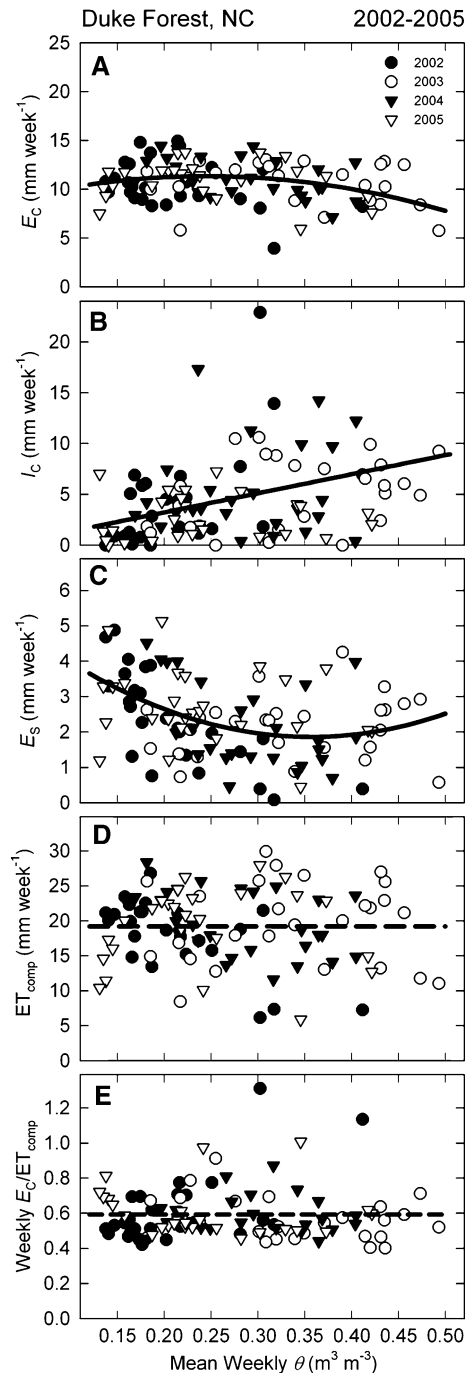 Duke Forest, NC 2002-2005
A
2002
2003
2004
2005
25
20
15
10
5
0
E_C (mm week⁻¹)
B
20
15
10
5
0
I_C (mm week⁻¹)
C
6
5
4
3
2
1
0
E_S (mm week⁻¹)
D
30
25
20
15
10
5
0
ET_comp (mm week⁻¹)
E
1.2
1.0
0.8
0.6
0.4
0.2
0.0
Weekly E_C/ET_comp
0.15 0.20 0.25 0.30 0.35 0.40 0.45 0.50
Mean Weekly θ (m³ m⁻³)